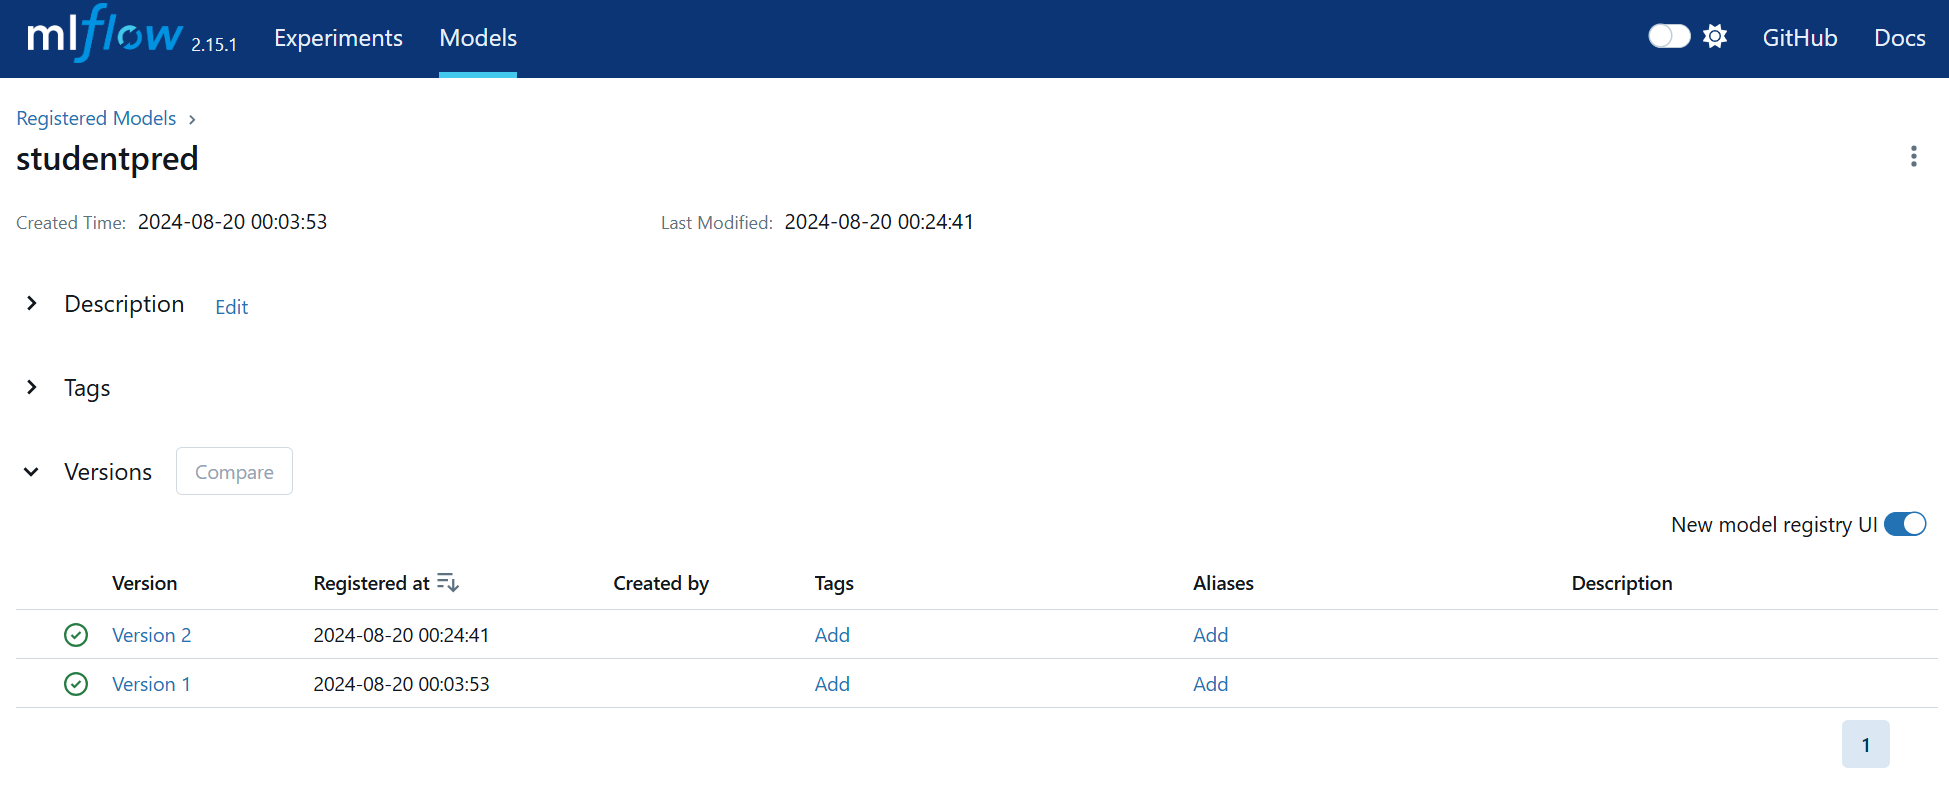 mlflow 2.15.1 Experiments Models GitHub Docs
Registered Models
studentpred
Created Time: 2024-08-20 00:03:53 Last Modified: 2024-08-20 00:24:41
Description Edit
Tags
Versions Compare
New model registry UI
Version Registered at Created by Tags Aliases Description
Version 2 2024-08-20 00:24:41 Add Add
Version 1 2024-08-20 00:03:53 Add Add
1